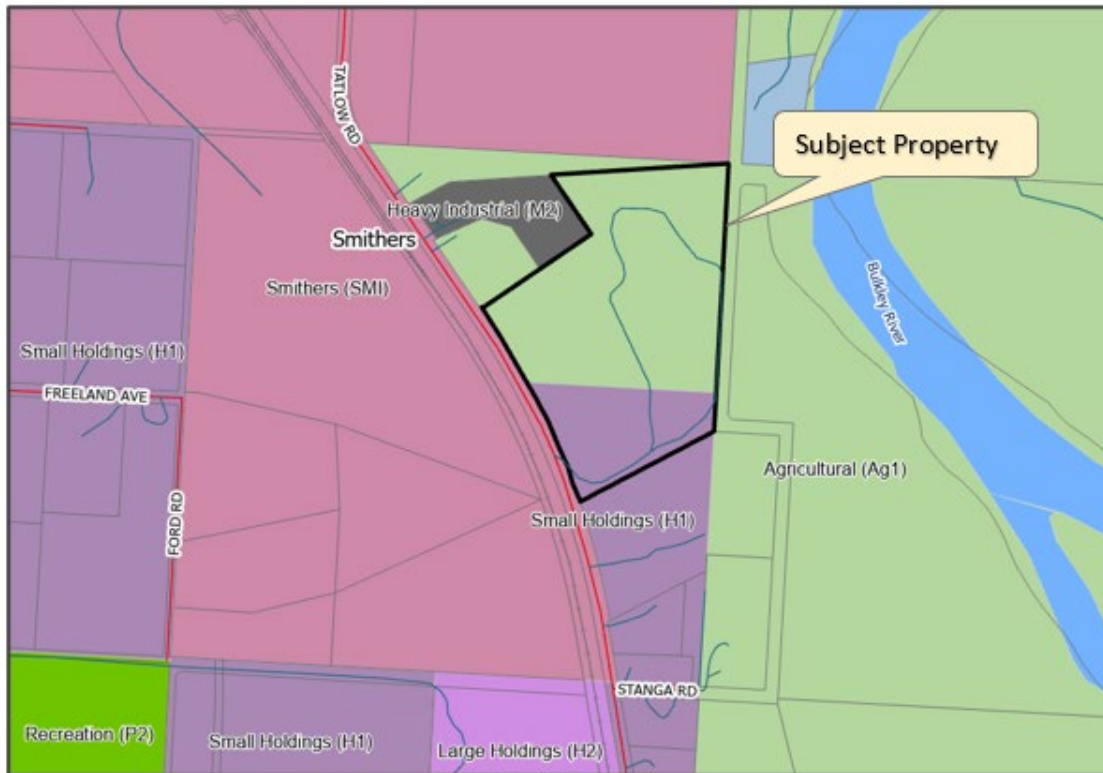 TATLOW RD
Subject Property
Heavy Industrial (M2)
Smithers
Smithers (SMI)
Bulkley River
Small Holdings (H1)
FREELAND AVE
FORD RD
Agricultural (Ag1)
Small Holdings (H1)
STANGA RD
Recreation (P2)
Small Holdings (H1)
Large Holdings (H2)